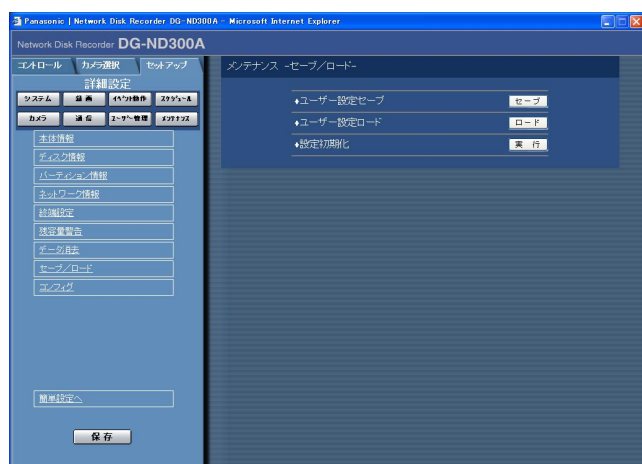 Panasonic | Network Disk Recorder DG-ND300A - Microsoft Internet Explorer
Network Disk Recorder DG-ND300A
コントロール カメラ選択 セットアップ
詳細設定
システム 録画 イベント動作 スケジュール
カメラ 通信 ユーザー管理 メンテナンス
本体情報
ディスク情報
パーティション情報
ネットワーク情報
終端設定
残容量警告
データ消去
セーブ/ロード
コンフィグ
簡単設定へ
保存
メンテナンス -セーブ/ロード-
♦ユーザー設定セーブ セーブ
♦ユーザー設定ロード ロード
♦設定初期化 実行